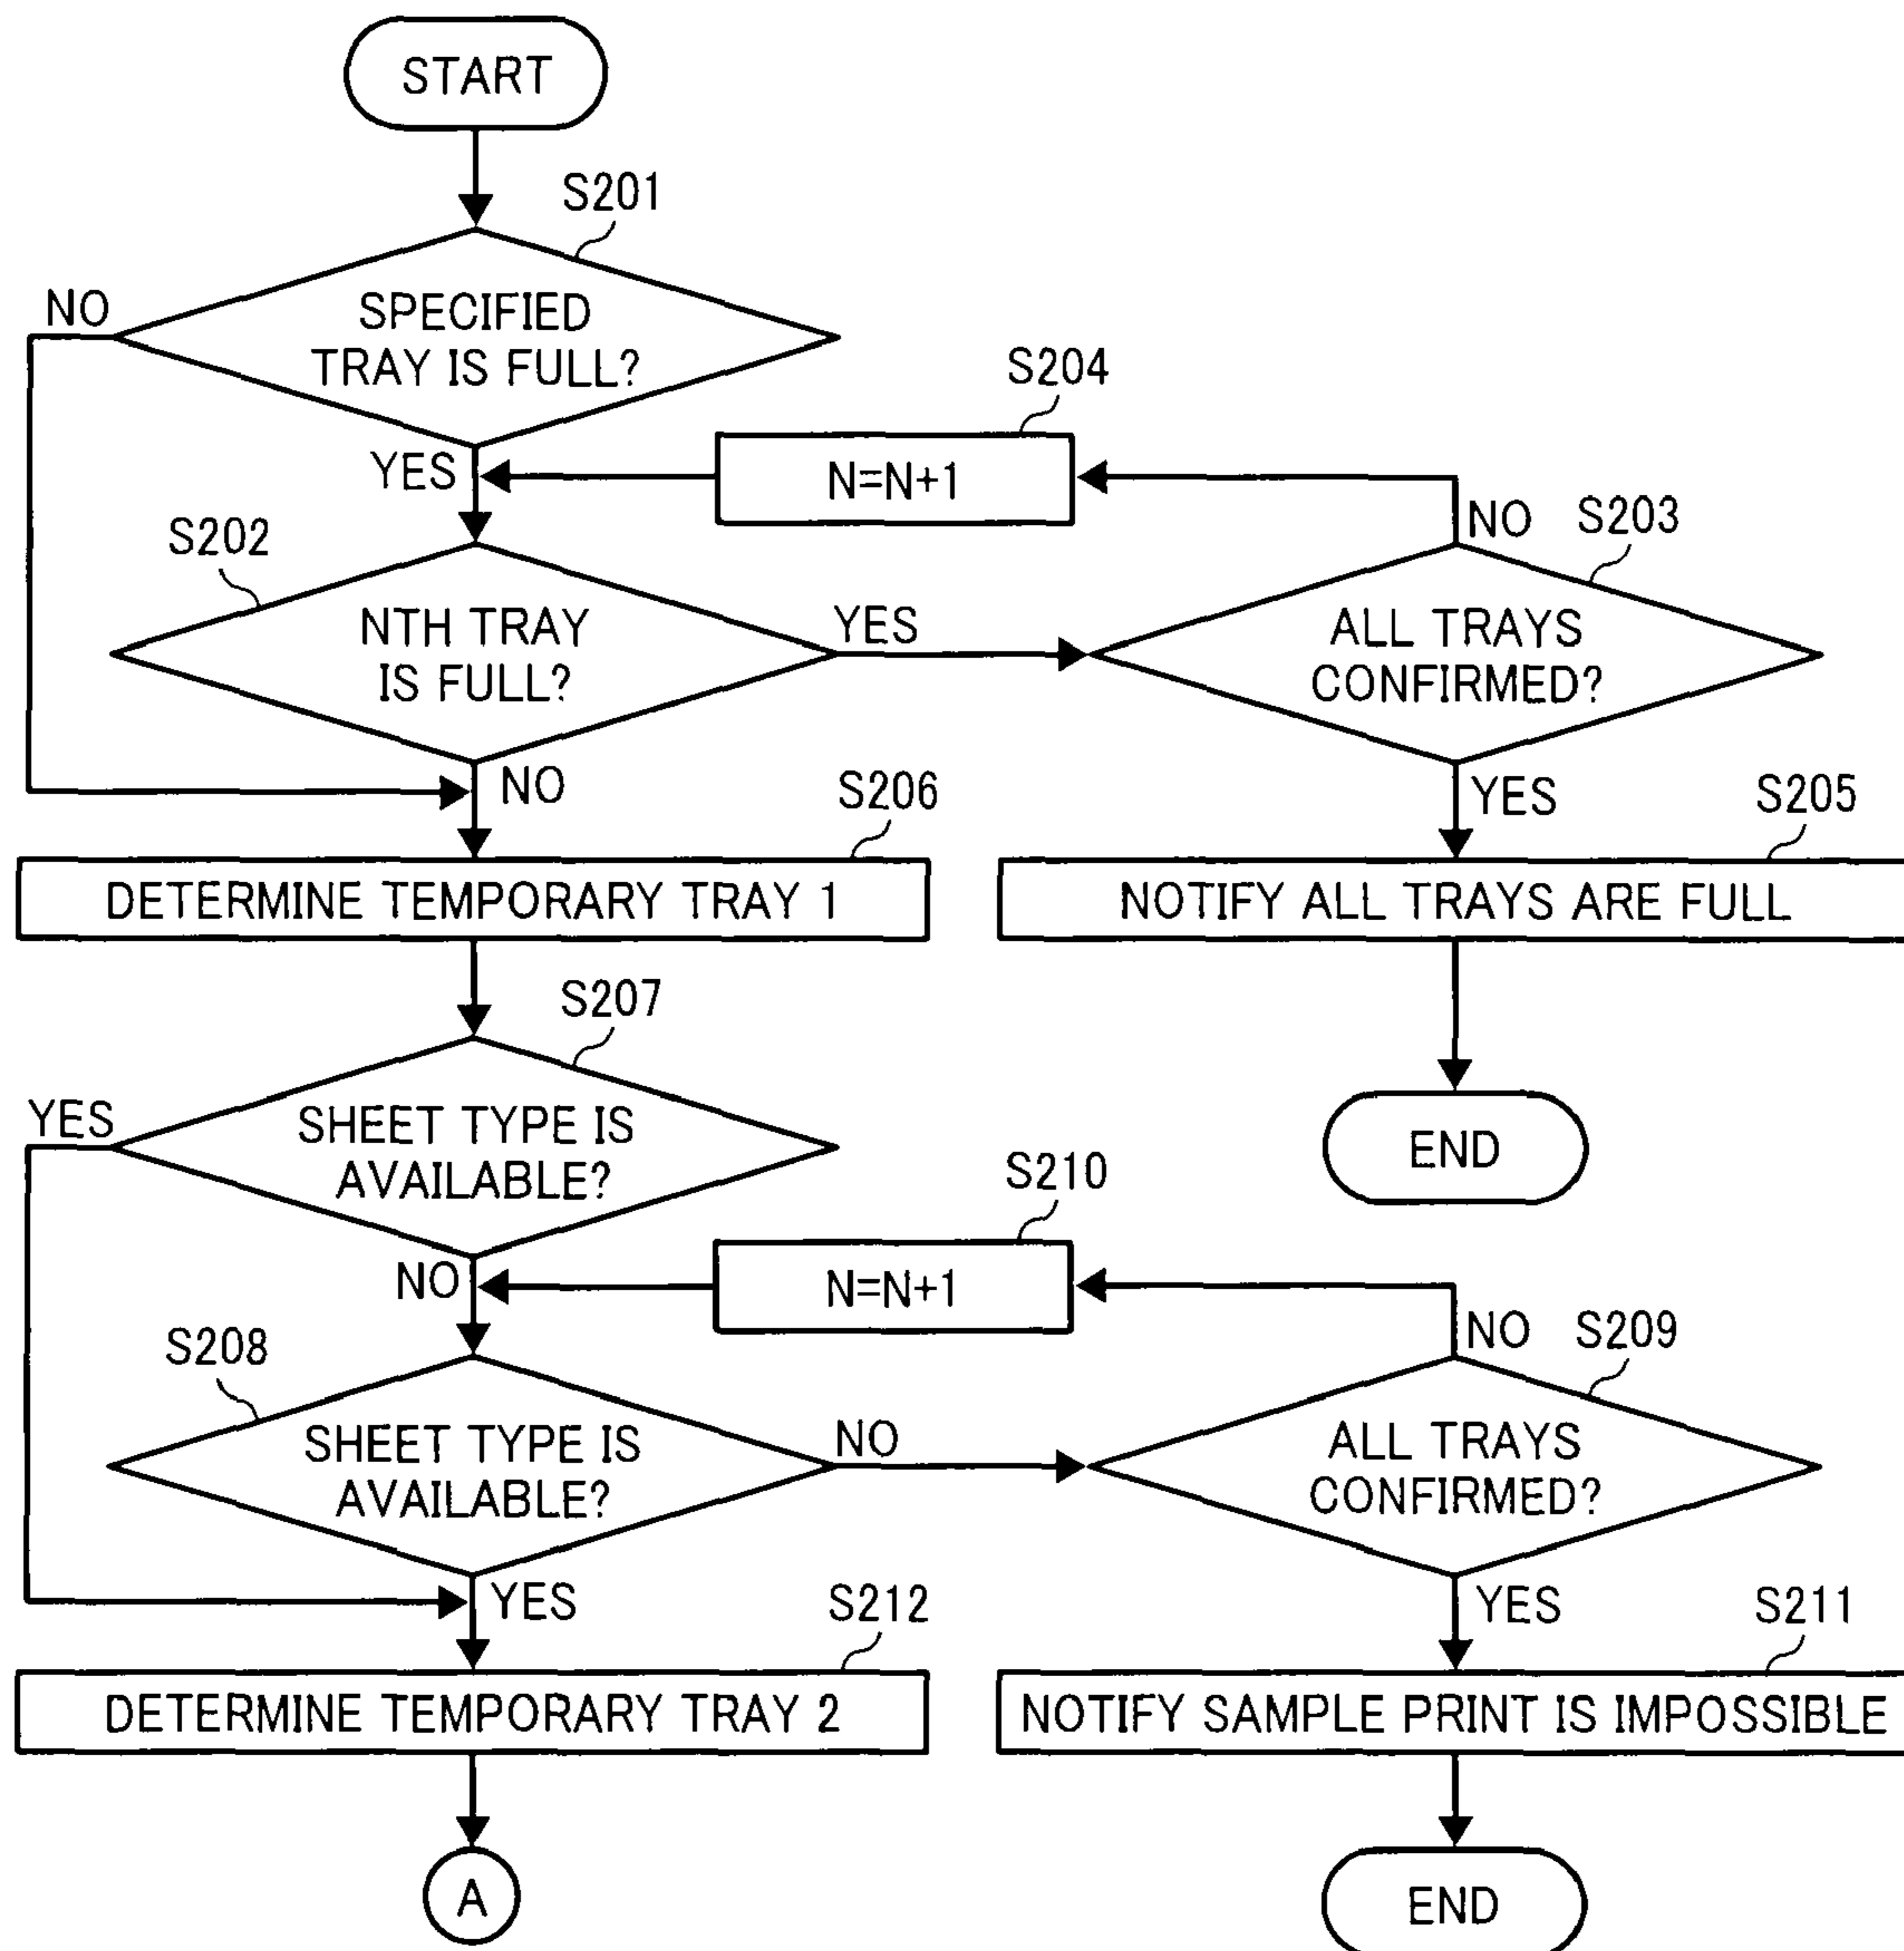 START
S201
NO
SPECIFIED
TRAY IS FULL?
S204
YES
N=N+1
NO
S203
S202
NTH TRAY
IS FULL?
YES
ALL TRAYS
CONFIRMED?
NO
S206
YES
S205
DETERMINE TEMPORARY TRAY 1
NOTIFY ALL TRAYS ARE FULL
S207
YES
SHEET TYPE IS
AVAILABLE?
END
S210
NO
N=N+1
NO
S209
S208
SHEET TYPE IS
AVAILABLE?
NO
ALL TRAYS
CONFIRMED?
YES
S212
YES
S211
DETERMINE TEMPORARY TRAY 2
NOTIFY SAMPLE PRINT IS IMPOSSIBLE
A
END